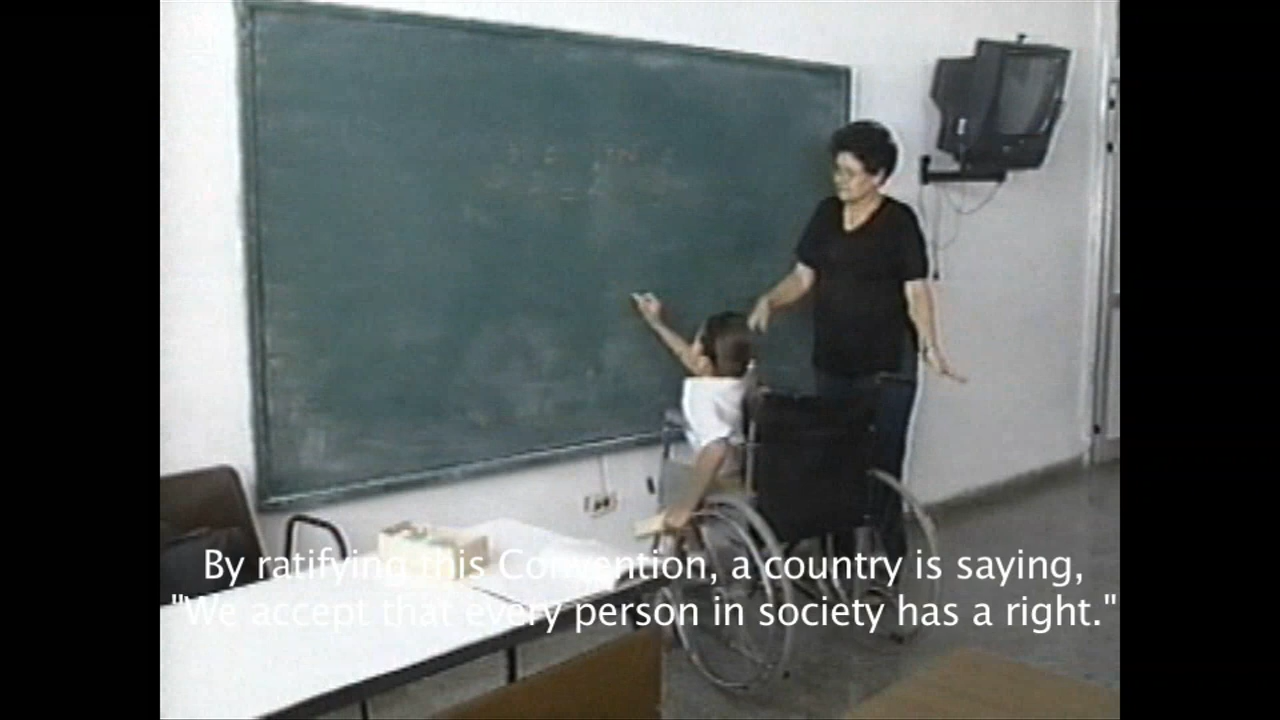 By ratifying this Convention, a country is saying,
"We accept that every person in society has a right."